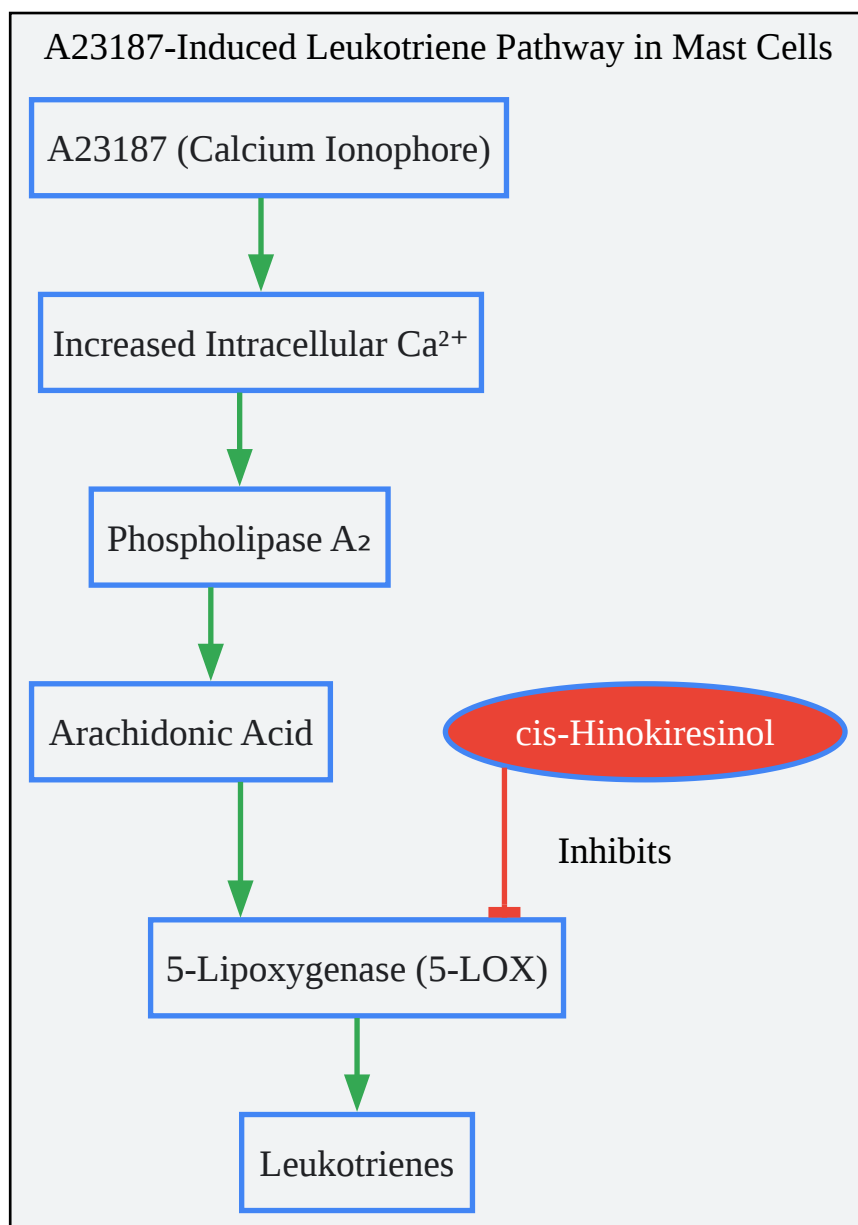 A23187-Induced Leukotriene Pathway in Mast Cells
A23187 (Calcium Ionophore)
Increased Intracellular Ca²⁺
Phospholipase A₂
Arachidonic Acid
cis-Hinokiresinol
Inhibits
5-Lipoxygenase (5-LOX)
Leukotrienes